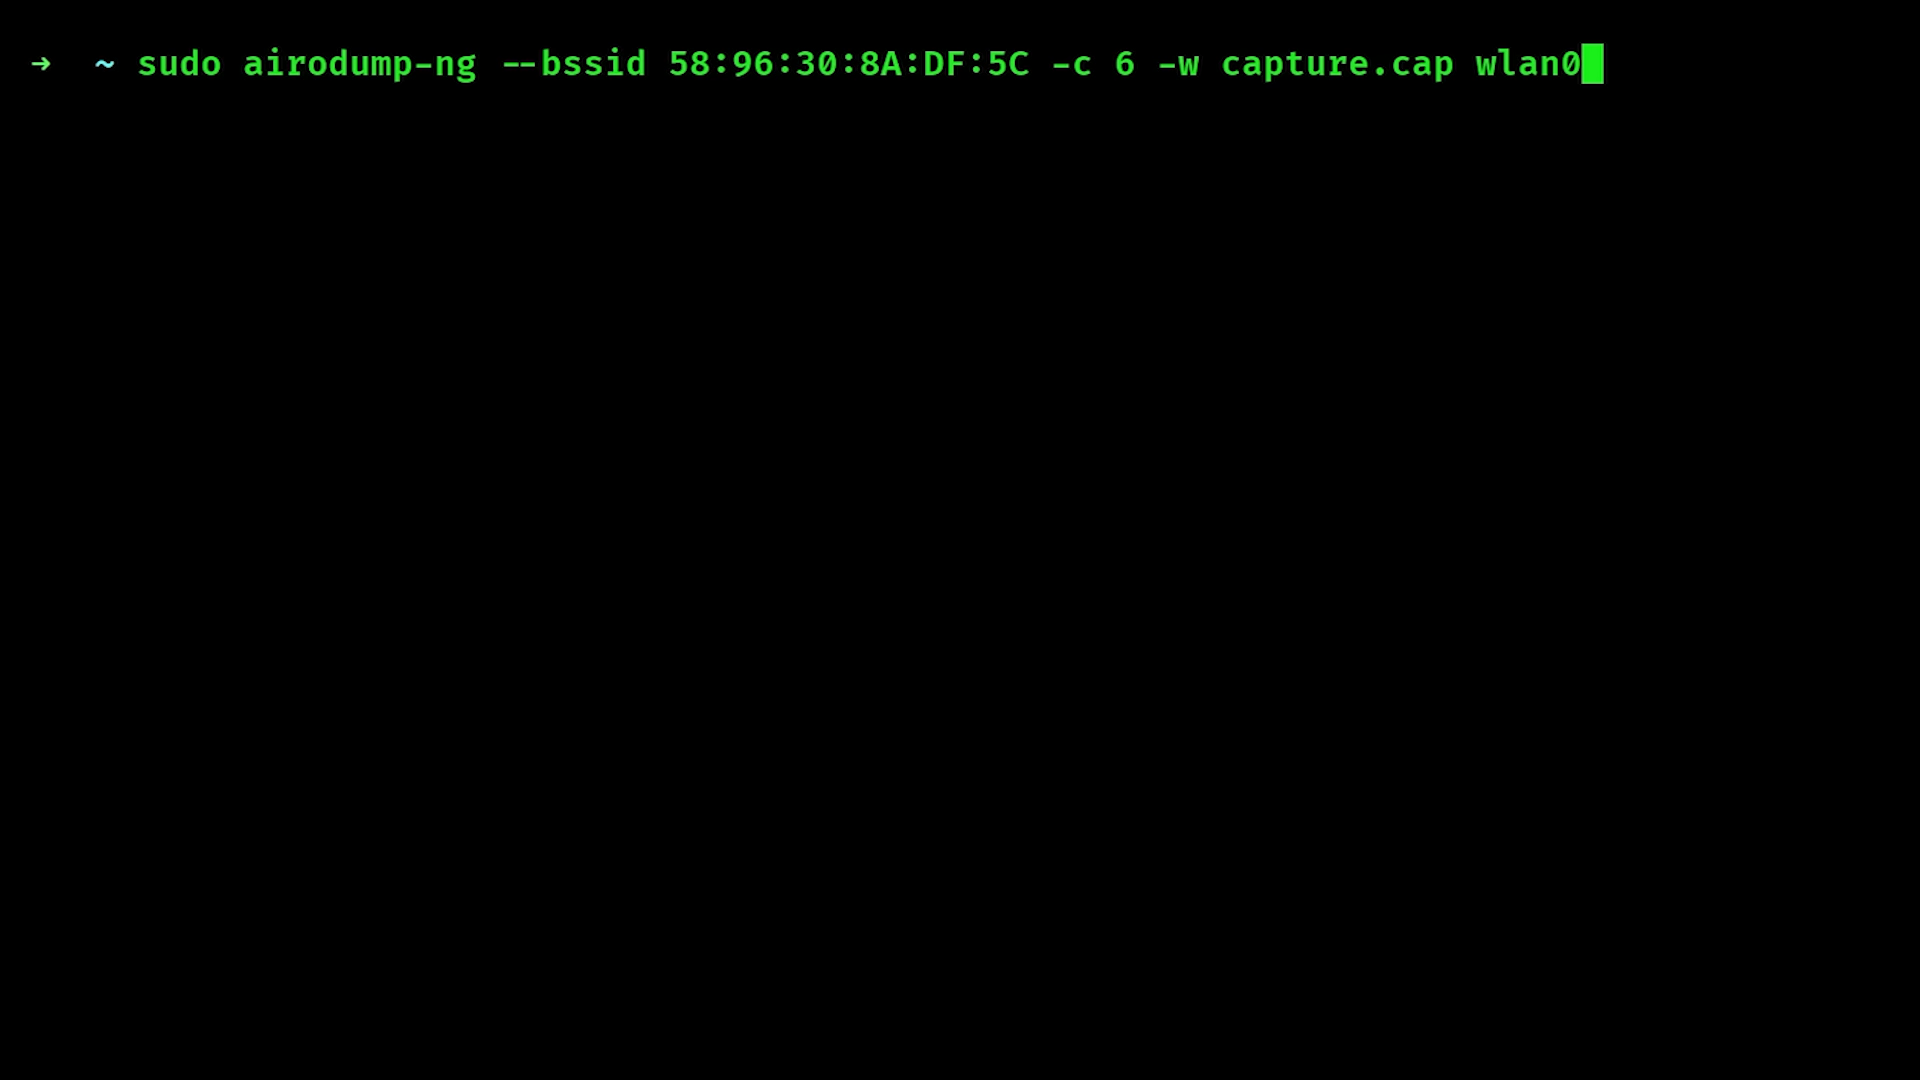 ➜ ~ sudo airodump-ng --bssid 58:96:30:8A:DF:5C -c 6 -w capture.cap wlan0